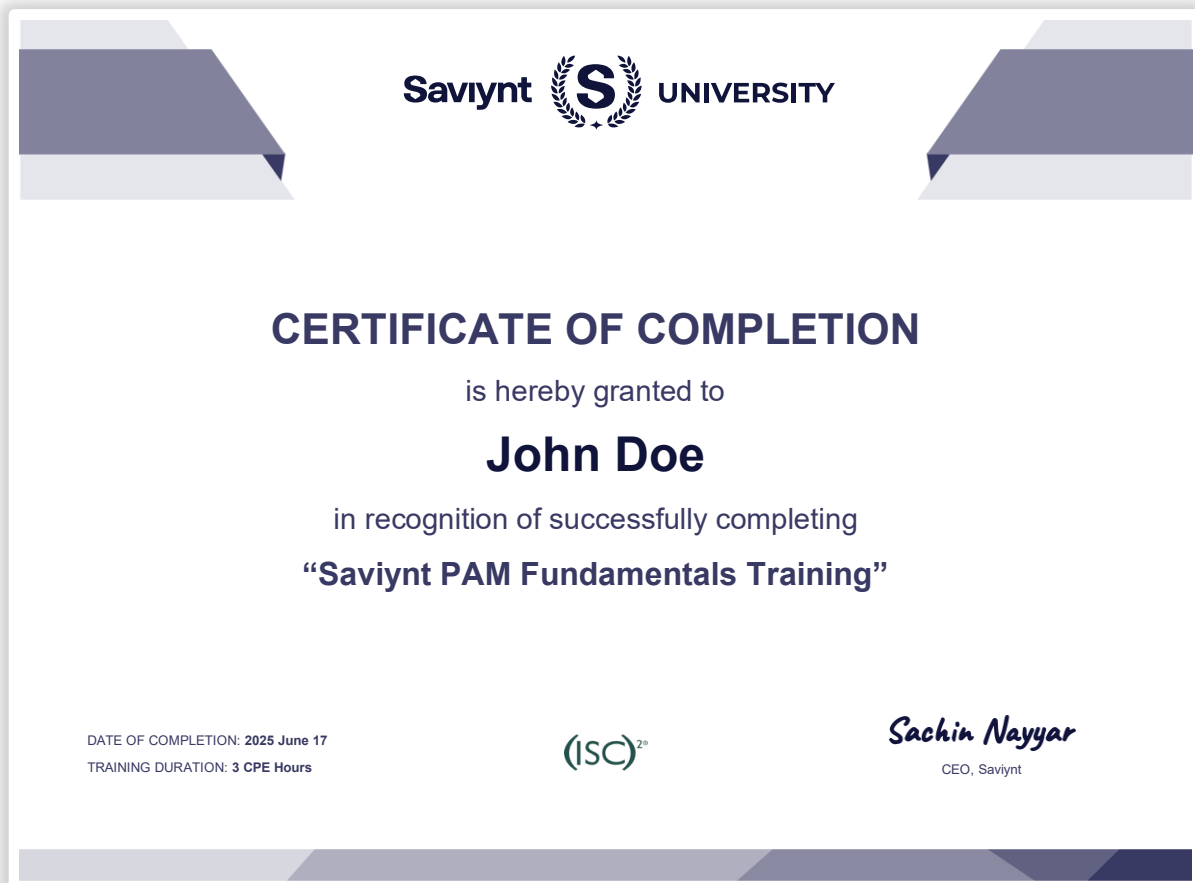 Saviynt S UNIVERSITY
CERTIFICATE OF COMPLETION
is hereby granted to
John Doe
in recognition of successfully completing
“Saviynt PAM Fundamentals Training”
DATE OF COMPLETION: 2025 June 17
TRAINING DURATION: 3 CPE Hours
(ISC)²®
Sachin Nayyar
CEO, Saviynt